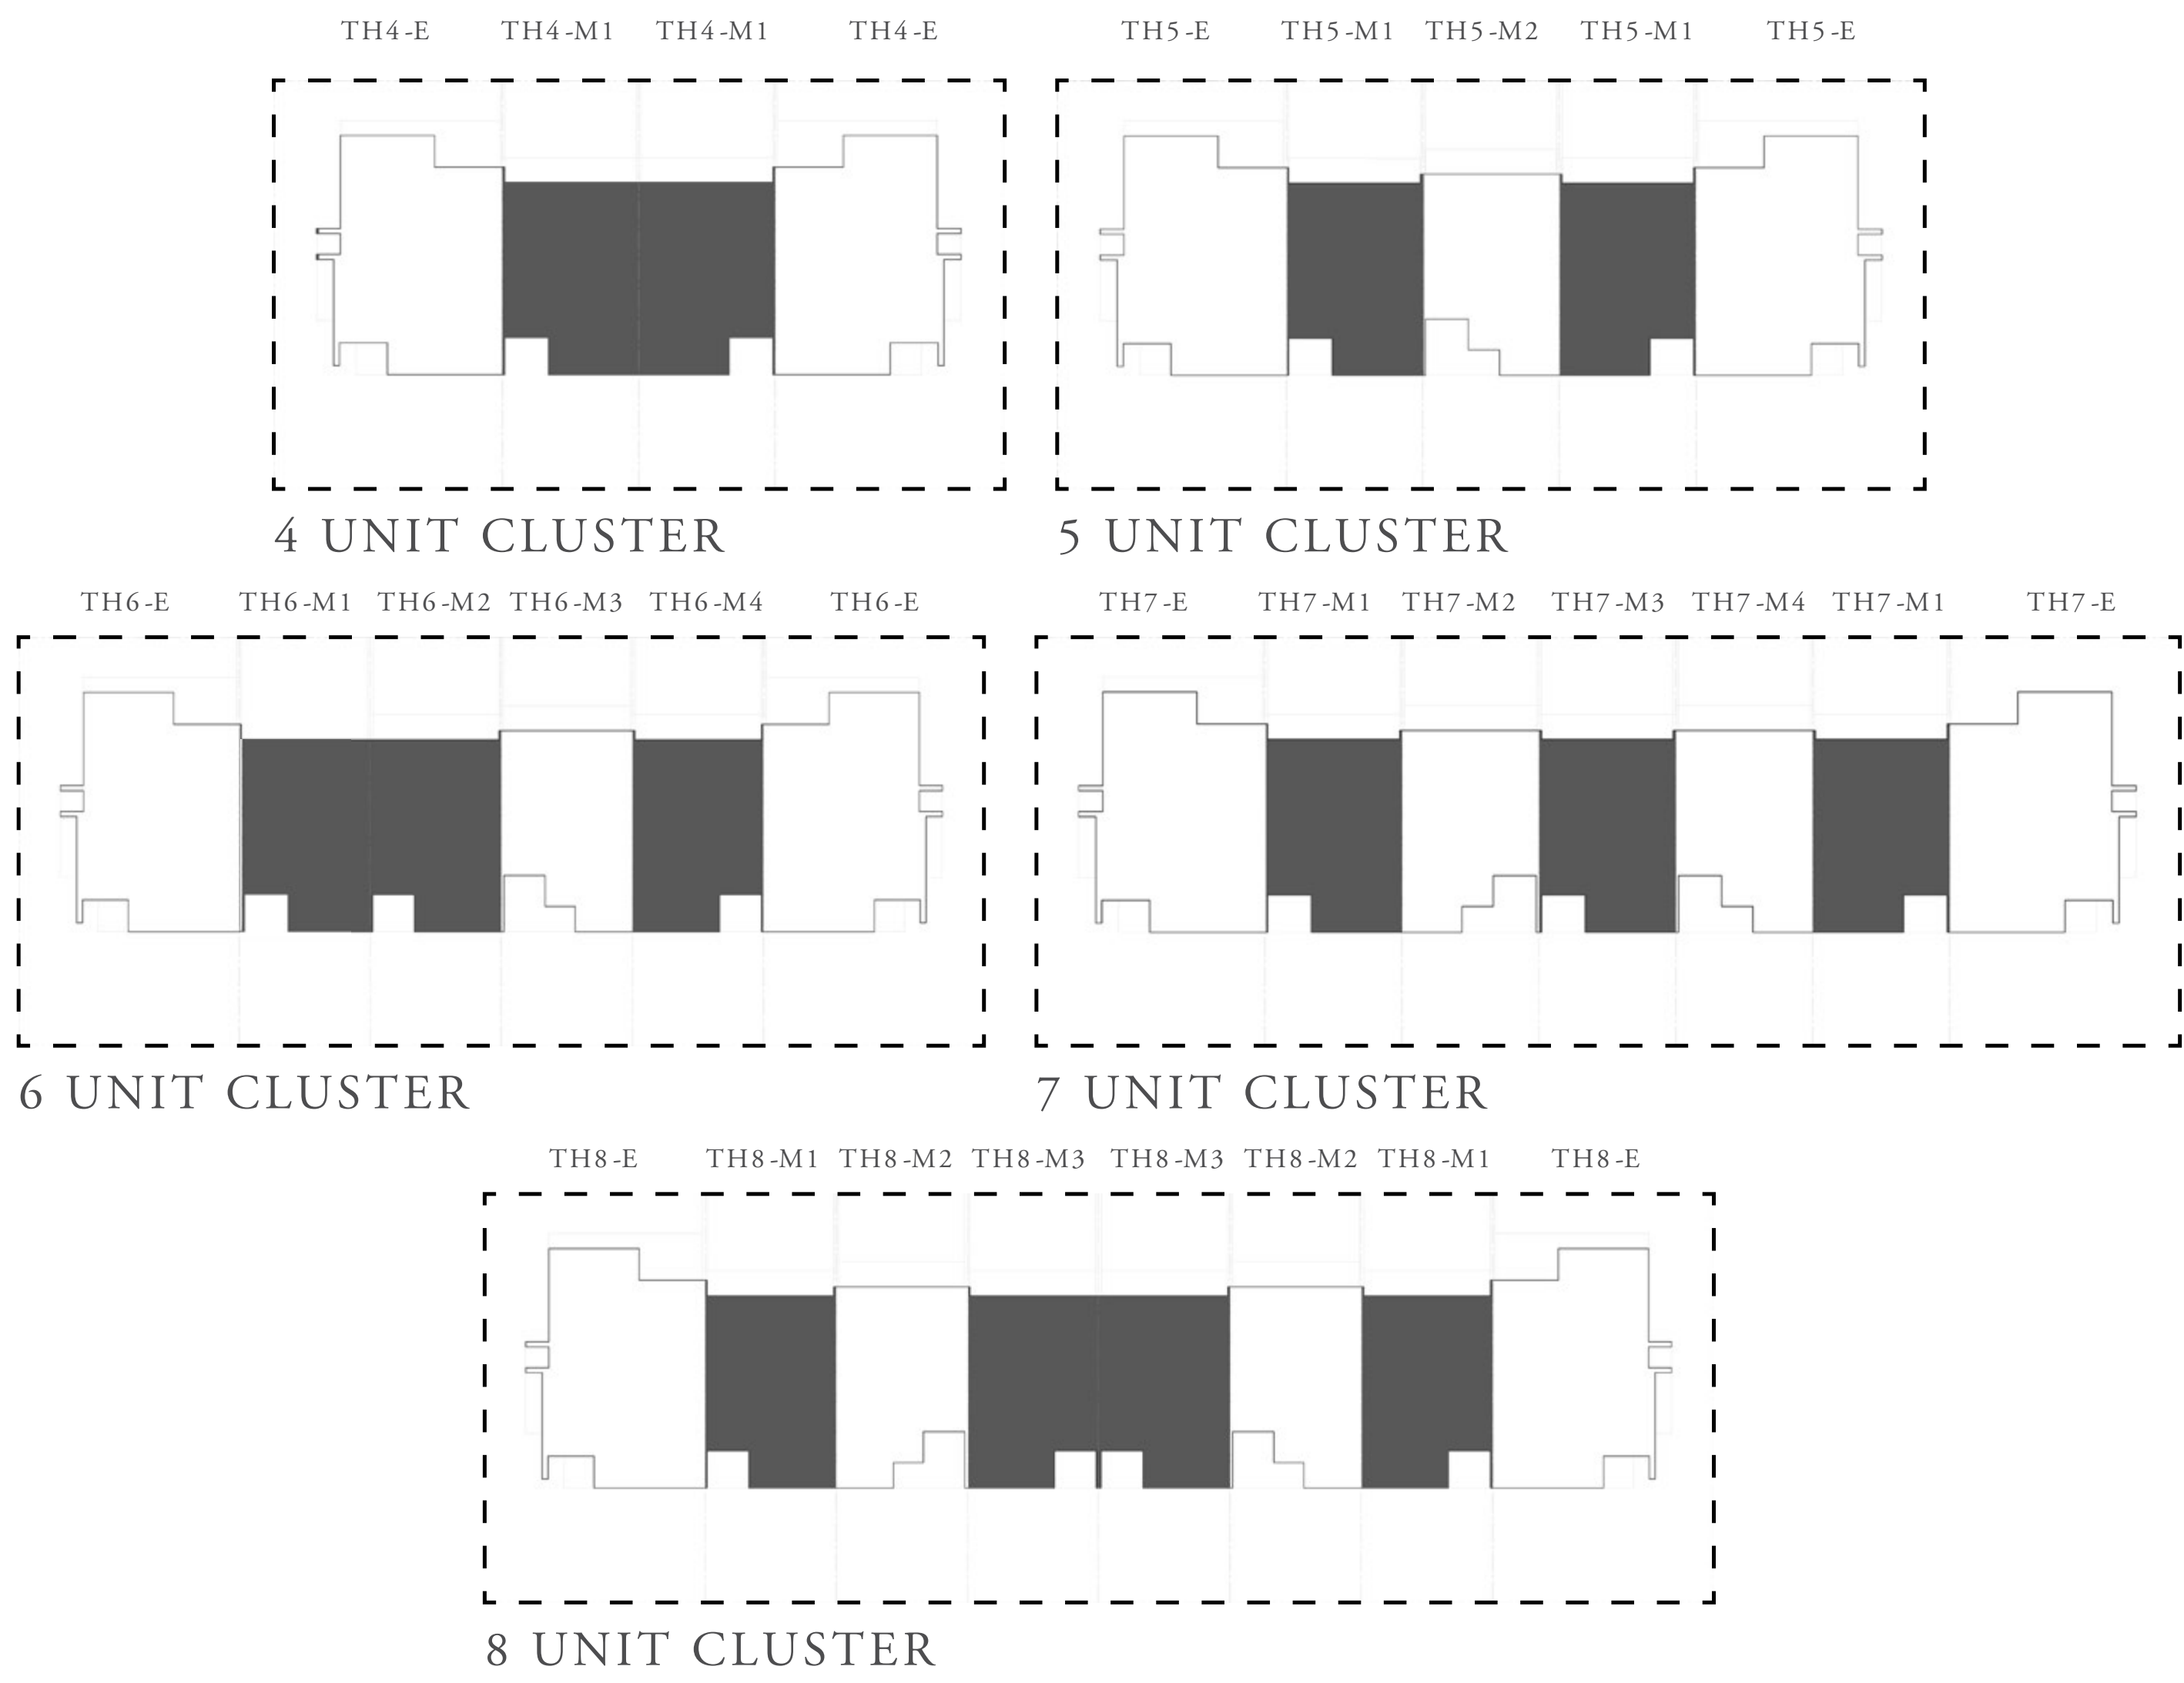 TH4-E TH4-M1 TH4-M1 TH4-E
TH5-E TH5-M1 TH5-M2 TH5-M1 TH5-E
4 UNIT CLUSTER
5 UNIT CLUSTER
TH6-E TH6-M1 TH6-M2 TH6-M3 TH6-M4 TH6-E
TH7-E TH7-M1 TH7-M2 TH7-M3 TH7-M4 TH7-M1 TH7-E
6 UNIT CLUSTER
7 UNIT CLUSTER
TH8-E TH8-M1 TH8-M2 TH8-M3 TH8-M3 TH8-M2 TH8-M1 TH8-E
8 UNIT CLUSTER